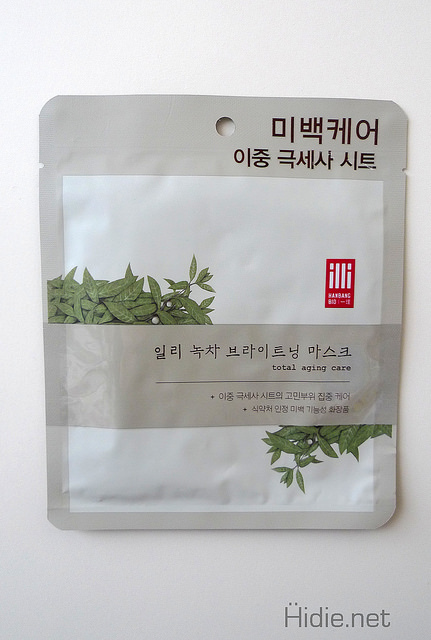 미백케어
이중 극세사 시트
illi
HANBANG
BIO 一理
일리 녹차 브라이트닝 마스크
total aging care
+ 이중 극세사 시트의 고민부위 집중 케어
+ 식약처 인정 미백 기능성 화장품
Hidie.net